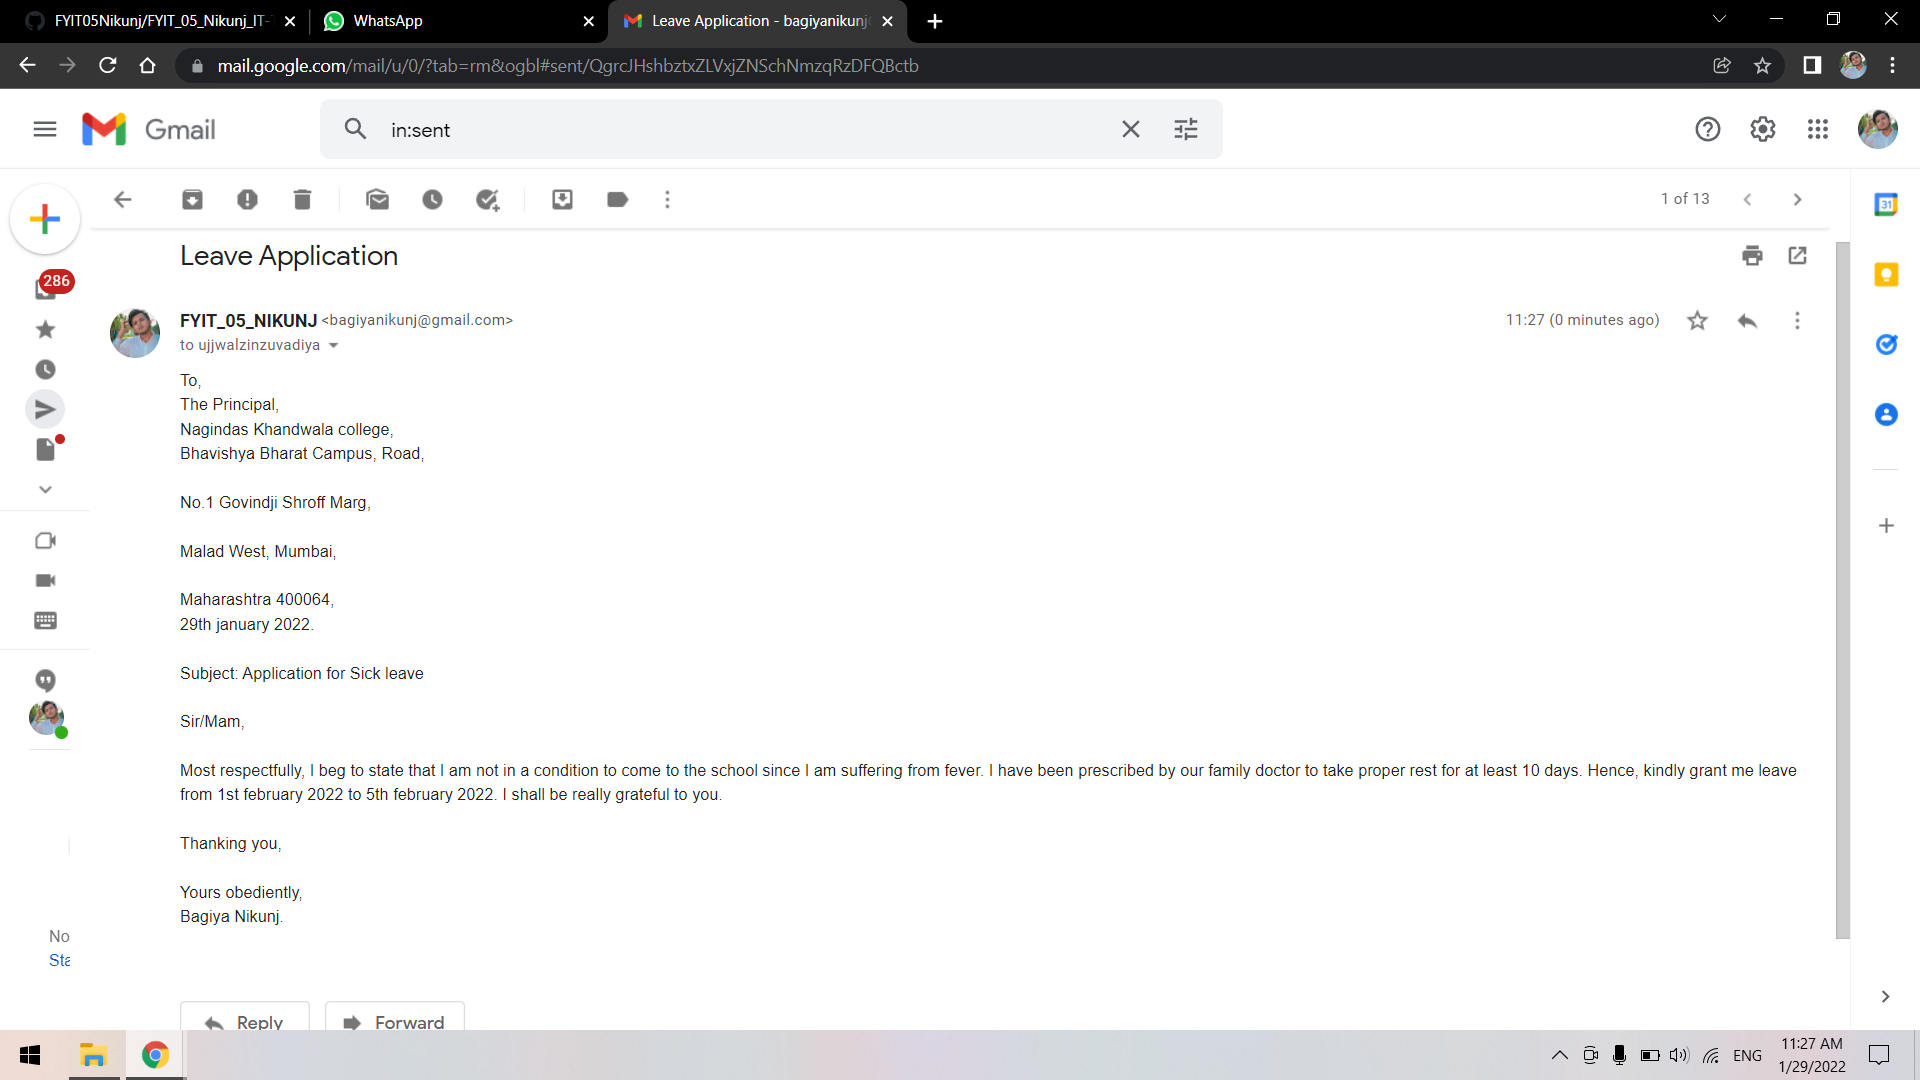 FYIT05Nikunj/FYIT_05_Nikunj_IT-
WhatsApp
Leave Application - bagiyanikunj
mail.google.com/mail/u/0/?tab=rm&ogbl#sent/QgrcJHshbztxZLVxjZNSchNmzqRzDFQBctb
Gmail
in:sent
1 of 13
31
Leave Application
286
FYIT_05_NIKUNJ <bagiyanikunj@gmail.com>
11:27 (0 minutes ago)
to ujjwalzinzuvadiya
To,
The Principal,
Nagindas Khandwala college,
Bhavishya Bharat Campus, Road,
No.1 Govindji Shroff Marg,
Malad West, Mumbai,
Maharashtra 400064,
29th january 2022.
Subject: Application for Sick leave
Sir/Mam,
Most respectfully, I beg to state that I am not in a condition to come to the school since I am suffering from fever. I have been prescribed by our family doctor to take proper rest for at least 10 days. Hence, kindly grant me leave
from 1st february 2022 to 5th february 2022. I shall be really grateful to you.
Thanking you,
Yours obediently,
Bagiya Nikunj.
No
Sta
Reply
Forward
ENG
11:27 AM
1/29/2022